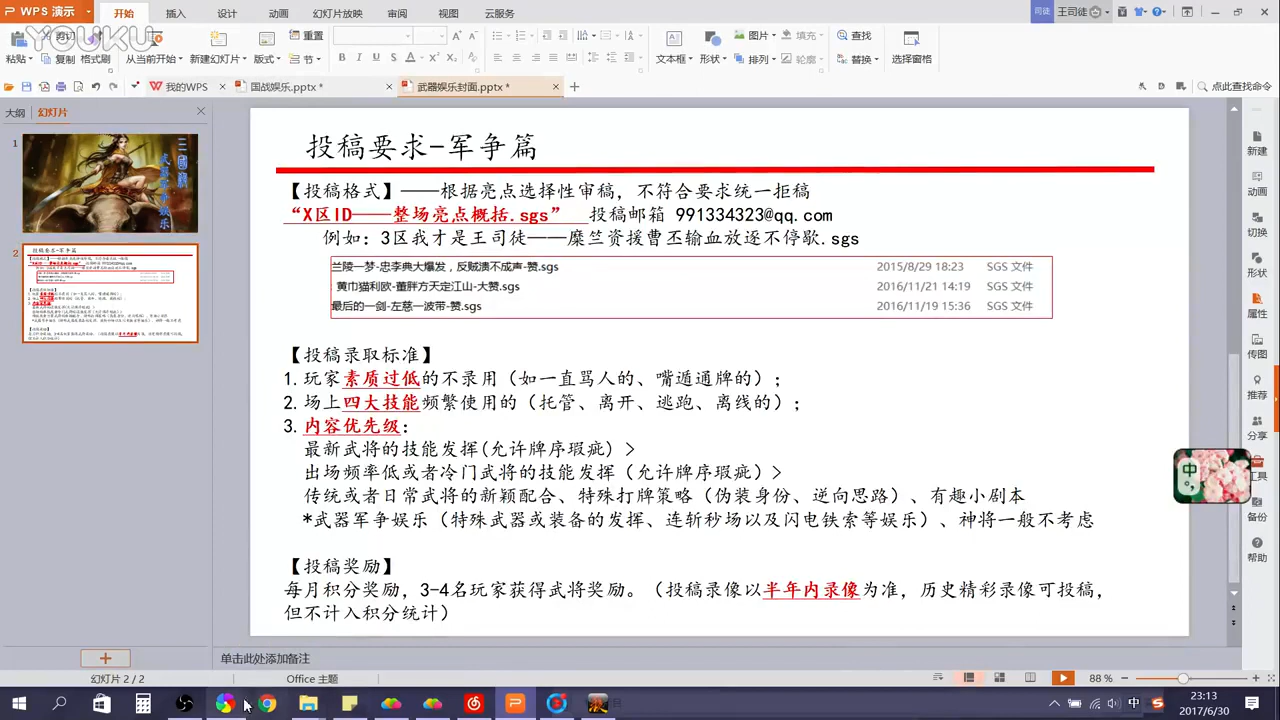 WPS 演示
开始 插入 设计 动画 幻灯片放映 审阅 视图 云服务
司徒 王司徒
YOUKU
粘贴 剪切 复制 格式刷 从当前开始 新建幻灯片 版式 重置 节 文本框 形状 图片 排列 填充 轮廓 查找 替换 选择窗格
我的WPS 国战娱乐.pptx * 武器娱乐封面.pptx * 点此查找命令
大纲 幻灯片
1
2
投稿要求-军争篇
【投稿格式】——根据亮点选择性审稿，不符合要求统一拒稿
“X区ID——整场亮点概括.sgs” 投稿邮箱 991334323@qq.com
例如：3区我才是王司徒——糜竺资援曹丕输血放逐不停歇.sgs
兰陵一梦-忠李典大爆发，反贼溃不成声-赞.sgs 2015/8/29 18:23 SGS 文件
黄巾猫利欧-董胖方天定江山-大赞.sgs 2016/11/21 14:19 SGS 文件
最后的一剑-左慈一波带-赞.sgs 2016/11/19 15:36 SGS 文件
【投稿录取标准】
1.玩家素质过低的不录用（如一直骂人的、嘴遁通牌的）；
2.场上四大技能频繁使用的（托管、离开、逃跑、离线的）；
3.内容优先级：
最新武将的技能发挥(允许牌序瑕疵）>
出场频率低或者冷门武将的技能发挥（允许牌序瑕疵）>
传统或者日常武将的新颖配合、特殊打牌策略（伪装身份、逆向思路）、有趣小剧本
*武器军争娱乐（特殊武器或装备的发挥、连斩秒场以及闪电铁索等娱乐）、神将一般不考虑
【投稿奖励】
每月积分奖励，3-4名玩家获得武将奖励。（投稿录像以半年内录像为准，历史精彩录像可投稿，
但不计入积分统计）
新建
动画
切换
形状
属性
传图
推荐
分享
工具
备份
帮助
中
单击此处添加备注
幻灯片 2 / 2 Office 主题 88 %
中 23:13
2017/6/30